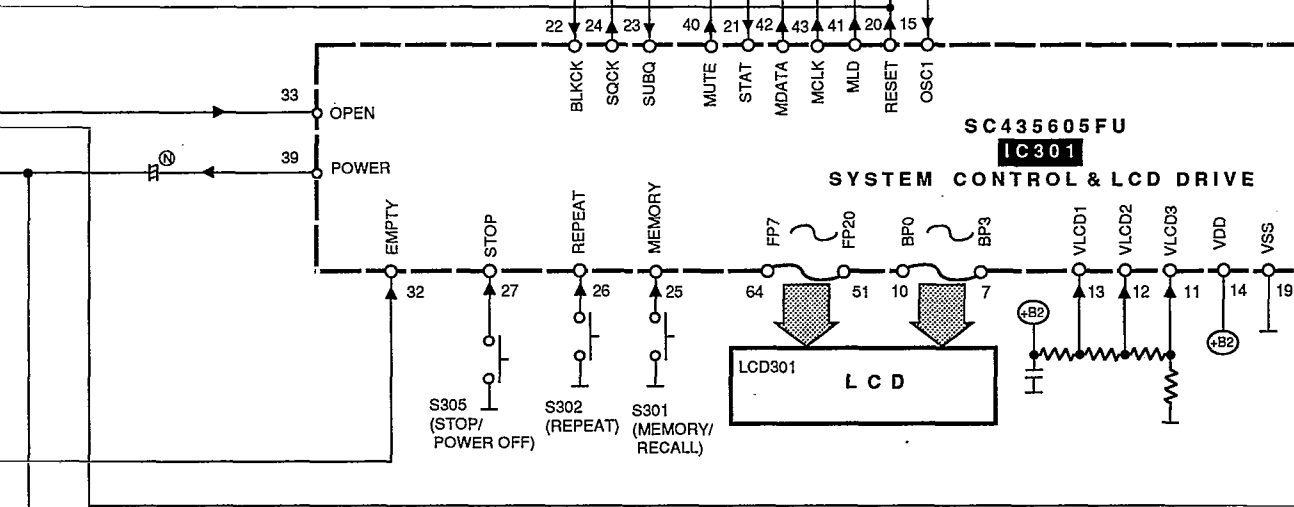 22 24 23 40 21 42 43 41 20 15
BLKCK SQCK SUBQ MUTE STAT MDATA MCLK MLD RESET OSC1
33
OPEN
SC435605FU
IC301
SYSTEM CONTROL & LCD DRIVE
N
39
POWER
EMPTY STOP REPEAT MEMORY FP7 FP20 BP0 BP3 VLCD1 VLCD2 VLCD3 VDD VSS
32 27 26 25 64 51 10 7 13 12 11 14 19
+B2
+B2
LCD301
LCD
S305
(STOP/
POWER OFF)
S302
(REPEAT)
S301
(MEMORY/
RECALL)